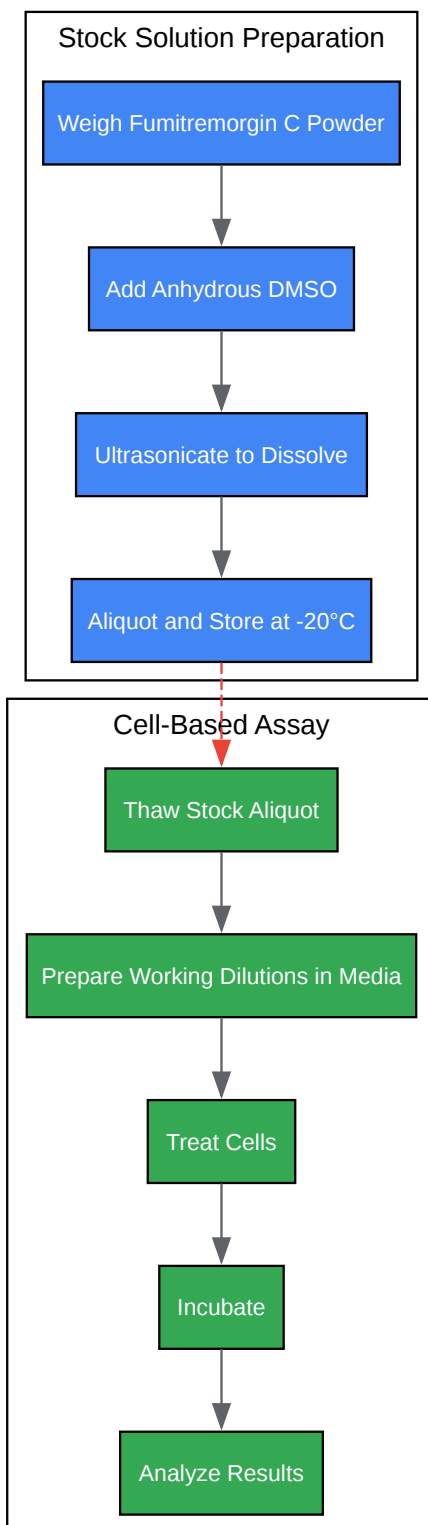 Stock Solution Preparation
Weigh Fumitremorgin C Powder
Add Anhydrous DMSO
Ultrasonicate to Dissolve
Aliquot and Store at -20°C
Cell-Based Assay
Thaw Stock Aliquot
Prepare Working Dilutions in Media
Treat Cells
Incubate
Analyze Results